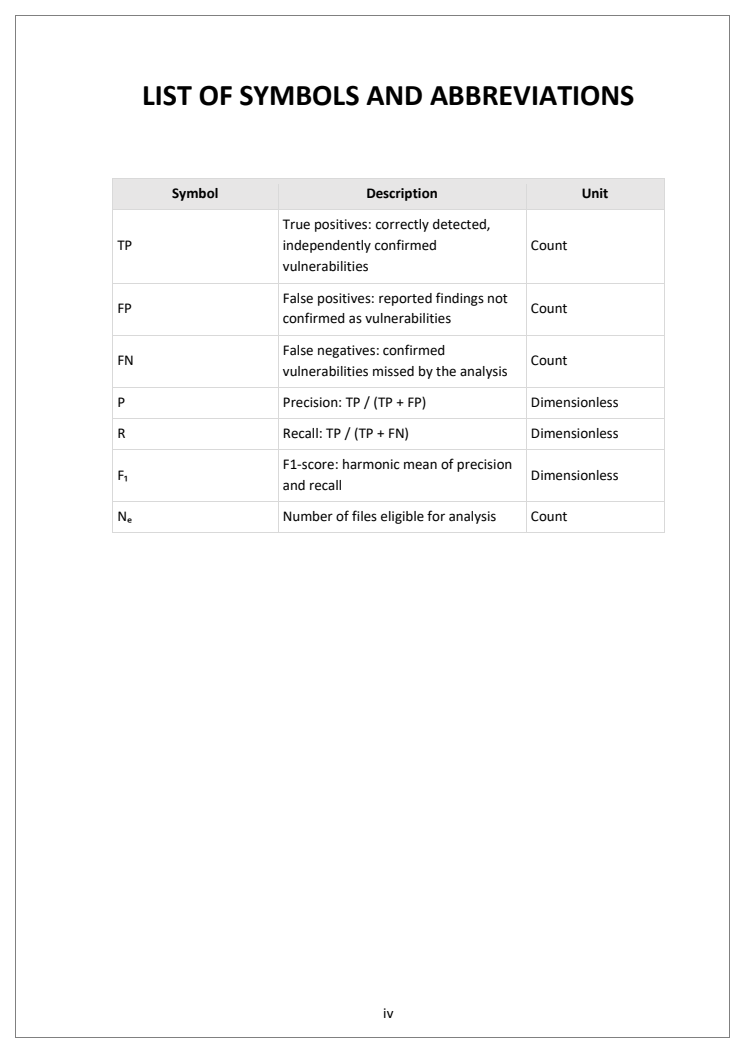 LIST OF SYMBOLS AND ABBREVIATIONS
Symbol Description Unit
TP
True positives: correctly detected,
independently confirmed
vulnerabilities
Count
FP
False positives: reported findings not
confirmed as vulnerabilities
Count
FN
False negatives: confirmed
vulnerabilities missed by the analysis
Count
P Precision: TP / (TP + FP) Dimensionless
R Recall: TP / (TP + FN) Dimensionless
F₁
F1-score: harmonic mean of precision
and recall
Dimensionless
Nₑ Number of files eligible for analysis Count
iv